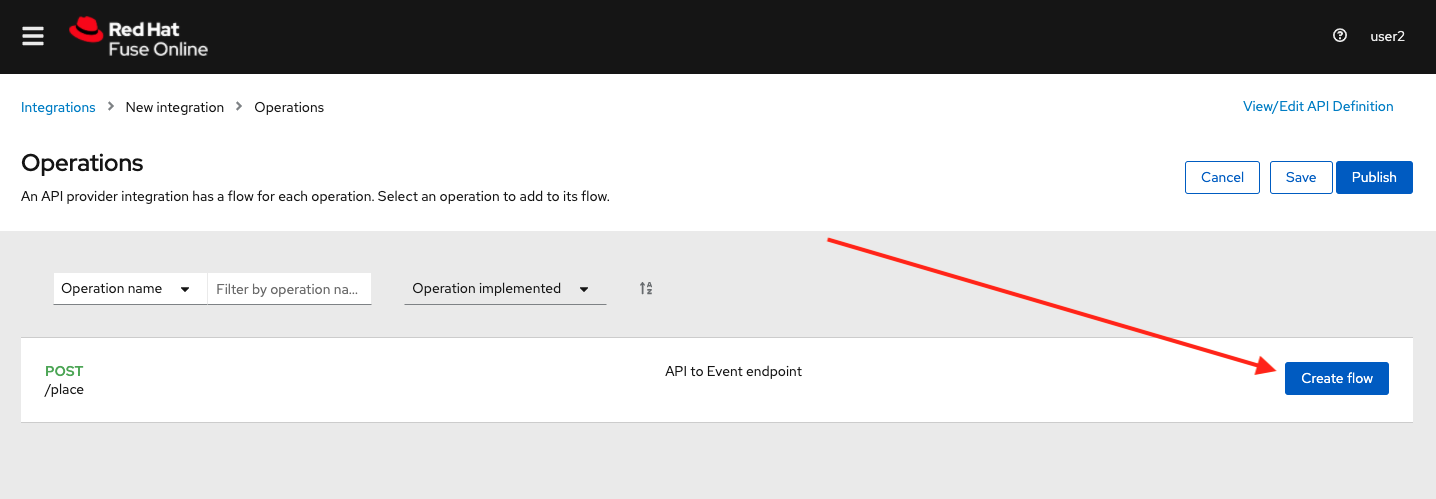 Red Hat
Fuse Online
user2
Integrations New integration Operations
View/Edit API Definition
Operations
An API provider integration has a flow for each operation. Select an operation to add to its flow.
Cancel Save Publish
Operation name Filter by operation na... Operation implemented
POST
/place
API to Event endpoint
Create flow